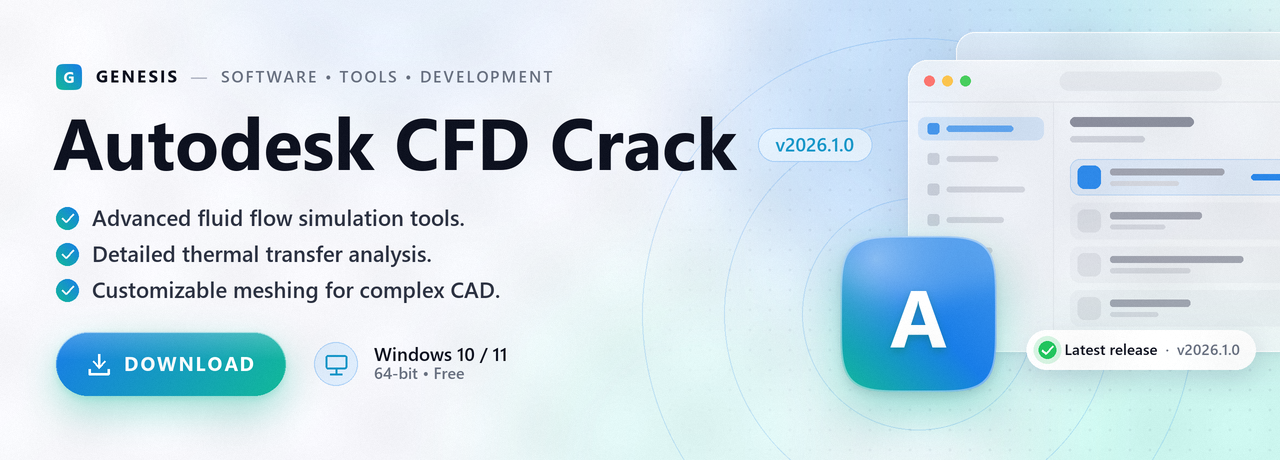 G GENESIS — SOFTWARE • TOOLS • DEVELOPMENT
Autodesk CFD Crack v2026.1.0
Advanced fluid flow simulation tools.
Detailed thermal transfer analysis.
Customizable meshing for complex CAD.
DOWNLOAD
Windows 10 / 11
64-bit • Free
A
Latest release · v2026.1.0